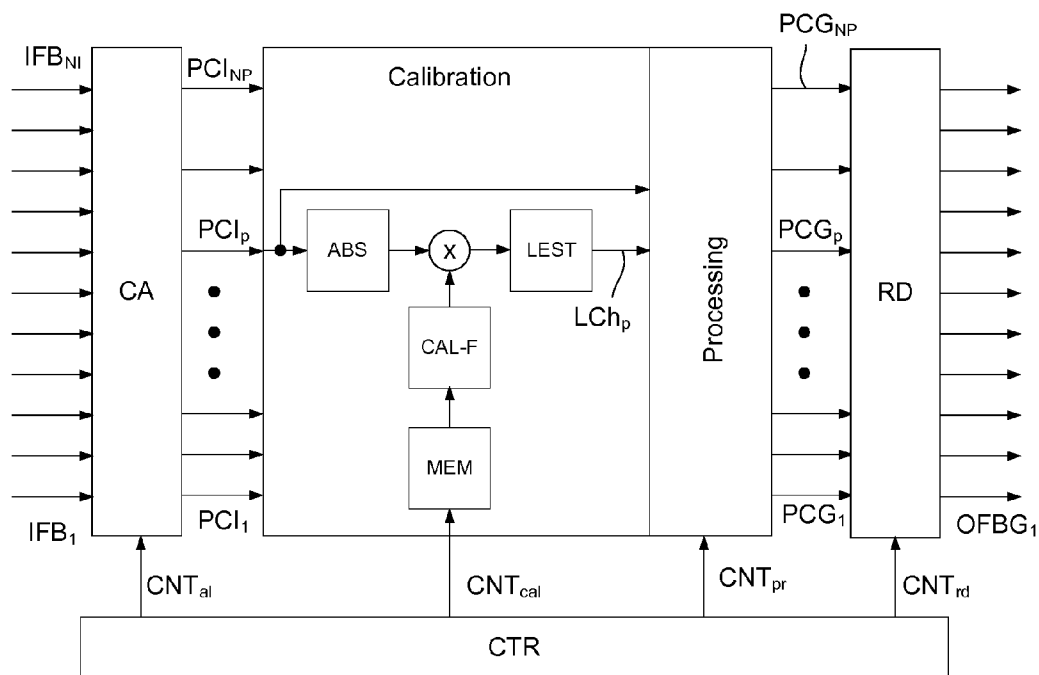 IFB_NI
PCI_NP
Calibration
PCG_NP
CA
PCI_p
ABS
X
LEST
LCh_p
CAL-F
MEM
Processing
PCG_p
RD
IFB_1
PCI_1
PCG_1
OFBG_1
CNT_al
CNT_cal
CNT_pr
CNT_rd
CTR